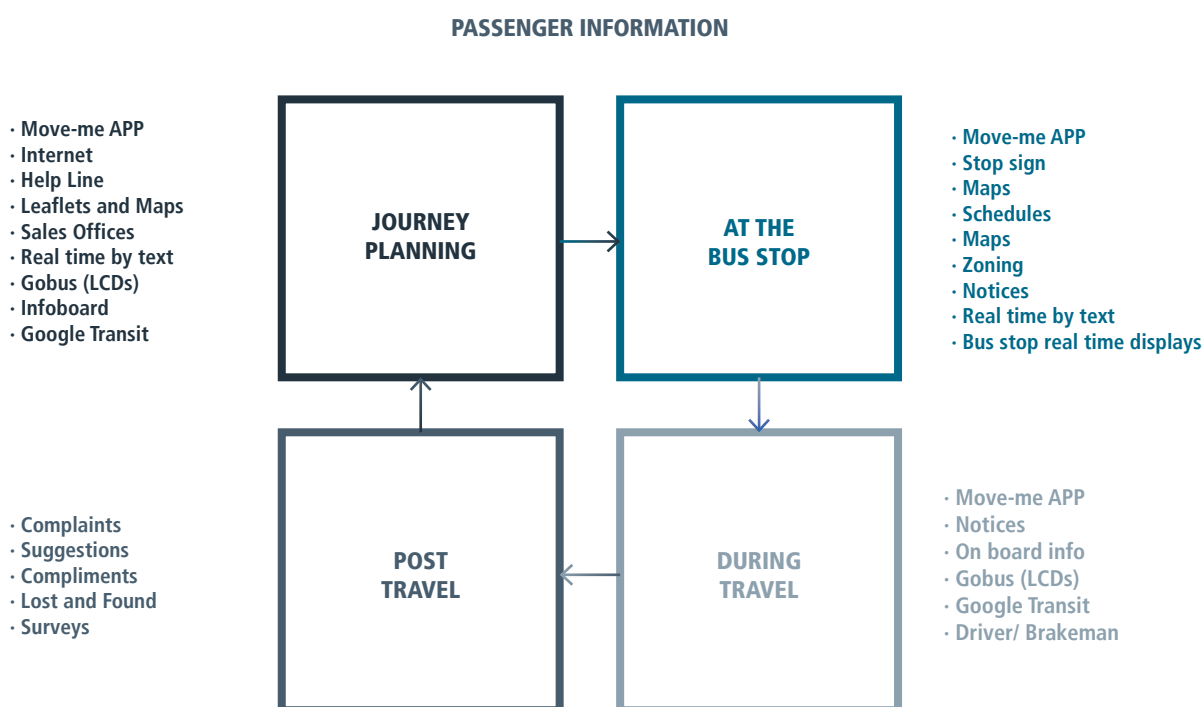 PASSENGER INFORMATION
· Move-me APP
· Internet
· Help Line
· Leaflets and Maps
· Sales Offices
· Real time by text
· Gobus (LCDs)
· Infoboard
· Google Transit
JOURNEY
PLANNING
AT THE
BUS STOP
· Move-me APP
· Stop sign
· Maps
· Schedules
· Maps
· Zoning
· Notices
· Real time by text
· Bus stop real time displays
· Complaints
· Suggestions
· Compliments
· Lost and Found
· Surveys
POST
TRAVEL
DURING
TRAVEL
· Move-me APP
· Notices
· On board info
· Gobus (LCDs)
· Google Transit
· Driver/ Brakeman